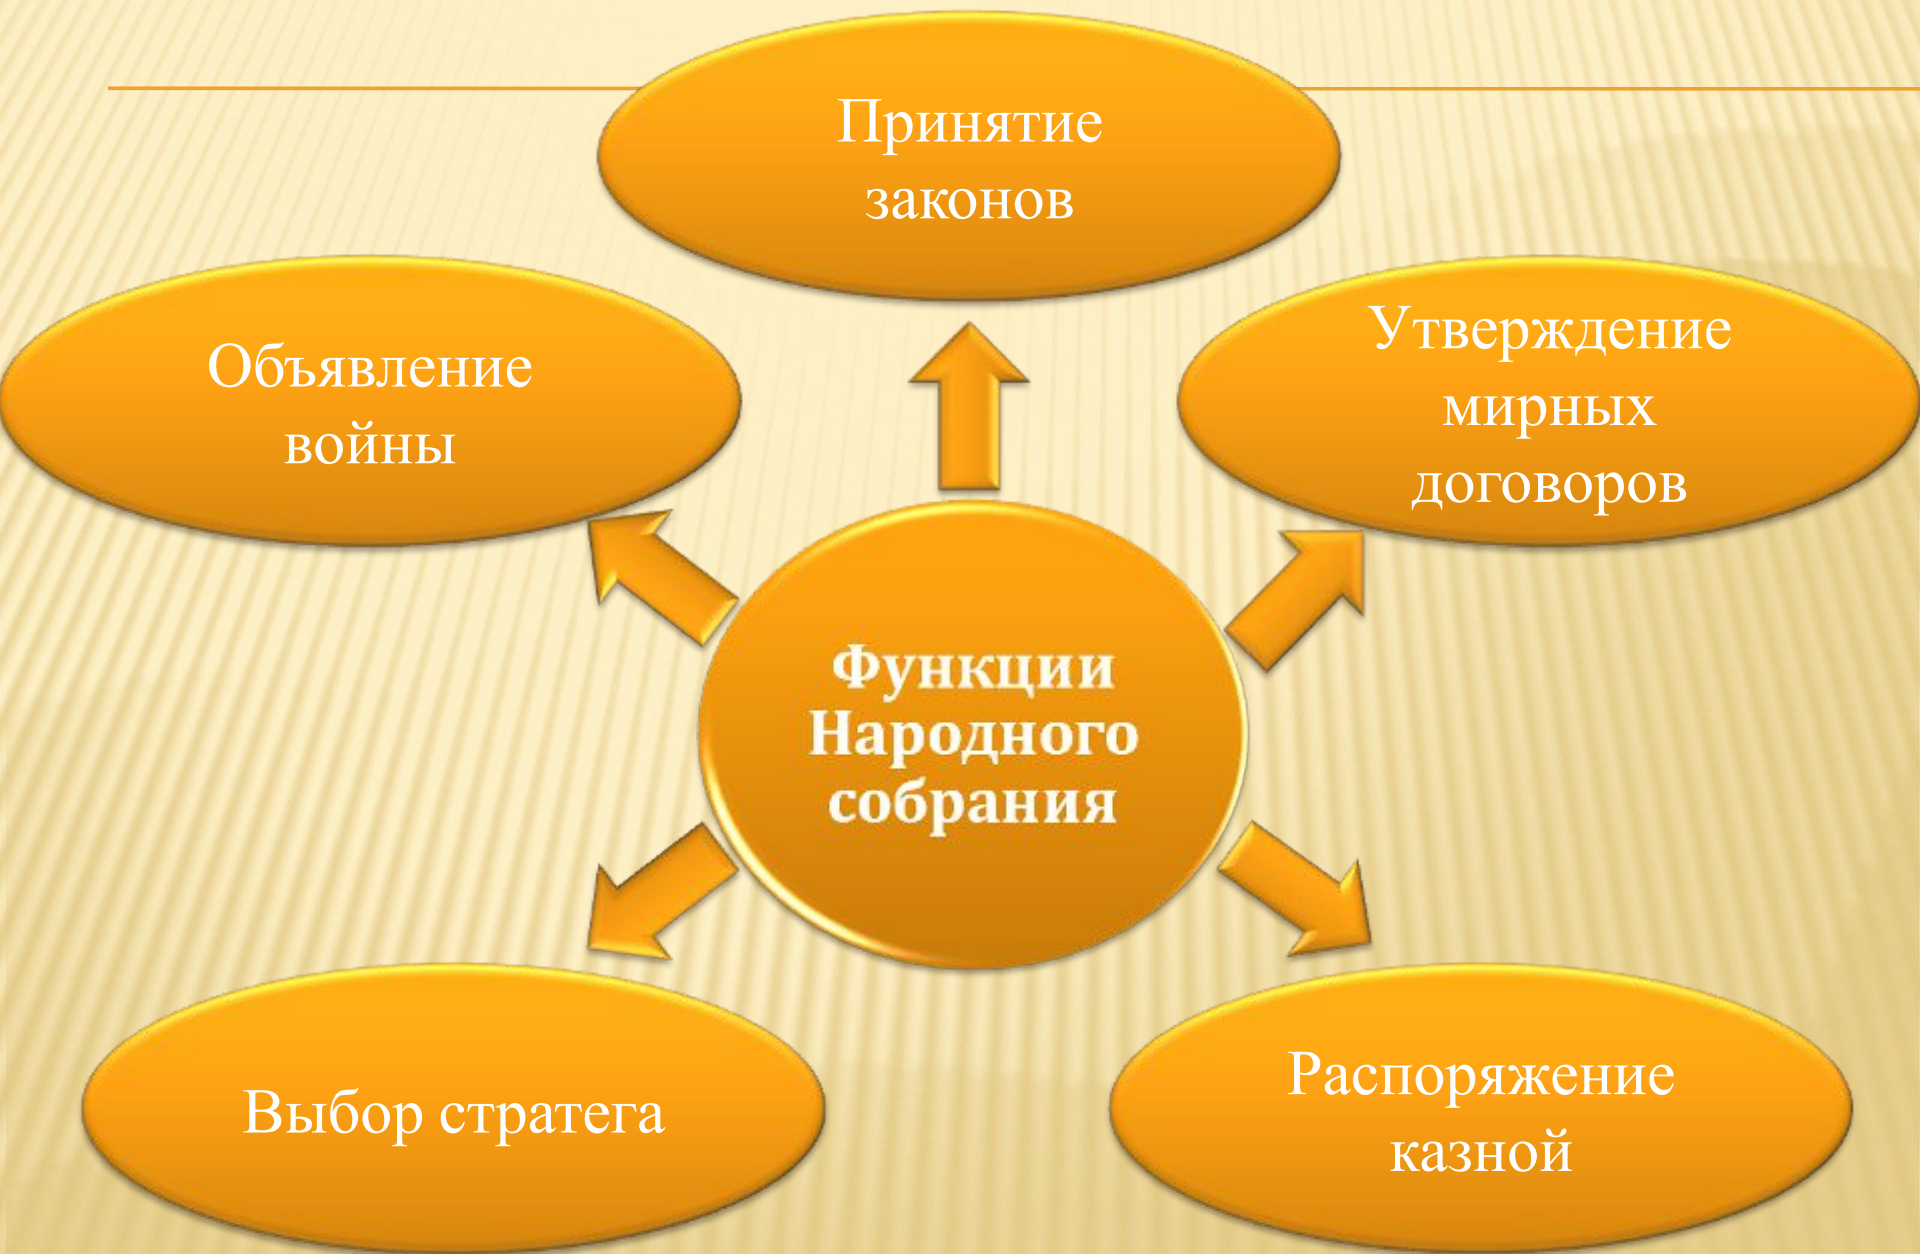 Принятие
законов
Объявление
войны
Утверждение
мирных
договоров
Функции
Народного
собрания
Выбор стратега
Распоряжение
казной